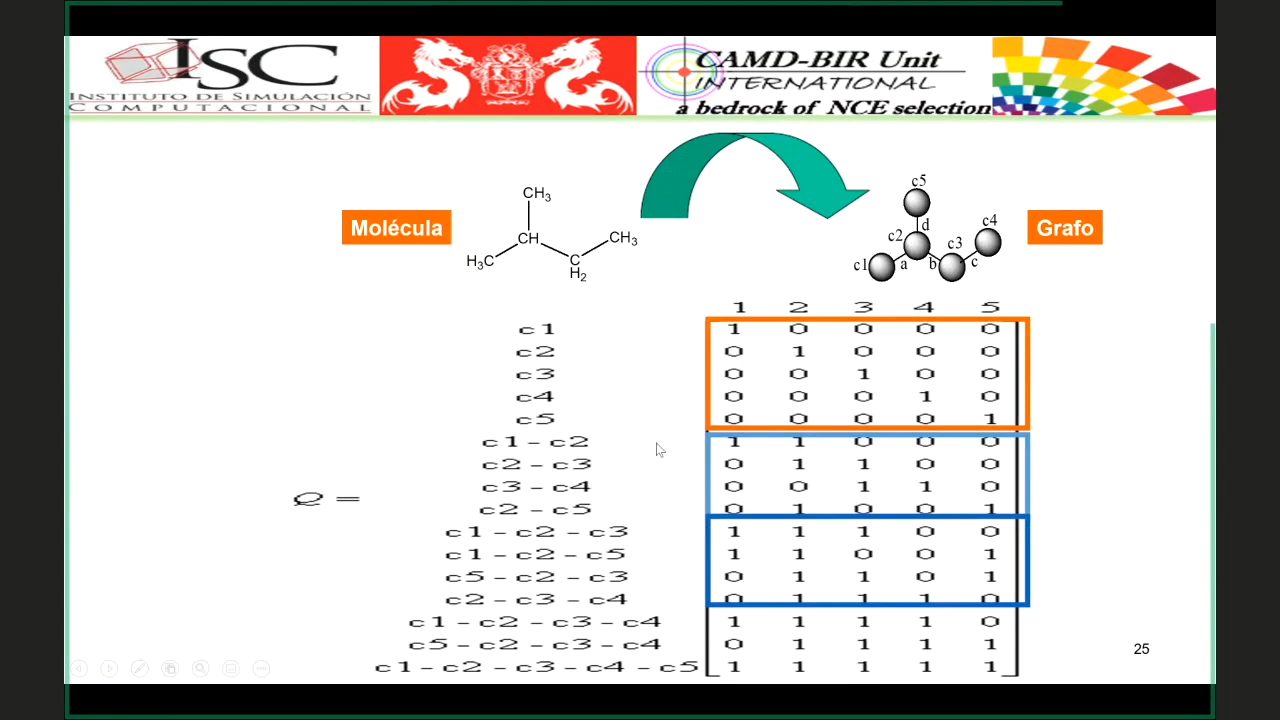 ISC
INSTITUTO DE SIMULACIÓN
COMPUTACIONAL
CAMD-BIR Unit
INTERNATIONAL
a bedrock of NCE selection
Molécula
CH3
CH
CH3
H3C
C
H2
c5
c4
d
c2
c3
c1
a
b
c
Grafo
1 2 3 4 5
c1 1 0 0 0 0
c2 0 1 0 0 0
c3 0 0 1 0 0
c4 0 0 0 1 0
c5 0 0 0 0 1
c1 - c2 1 1 0 0 0
c2 - c3 0 1 1 0 0
c3 - c4 0 0 1 1 0
Q =
c2 - c5 0 1 0 0 1
c1 - c2 - c3 1 1 1 0 0
c1 - c2 - c5 1 1 0 0 1
c5 - c2 - c3 0 1 1 0 1
c2 - c3 - c4 0 1 1 1 0
c1 - c2 - c3 - c4 1 1 1 1 0
c5 - c2 - c3 - c4 0 1 1 1 1
c1 - c2 - c3 - c4 - c5 1 1 1 1 1
25